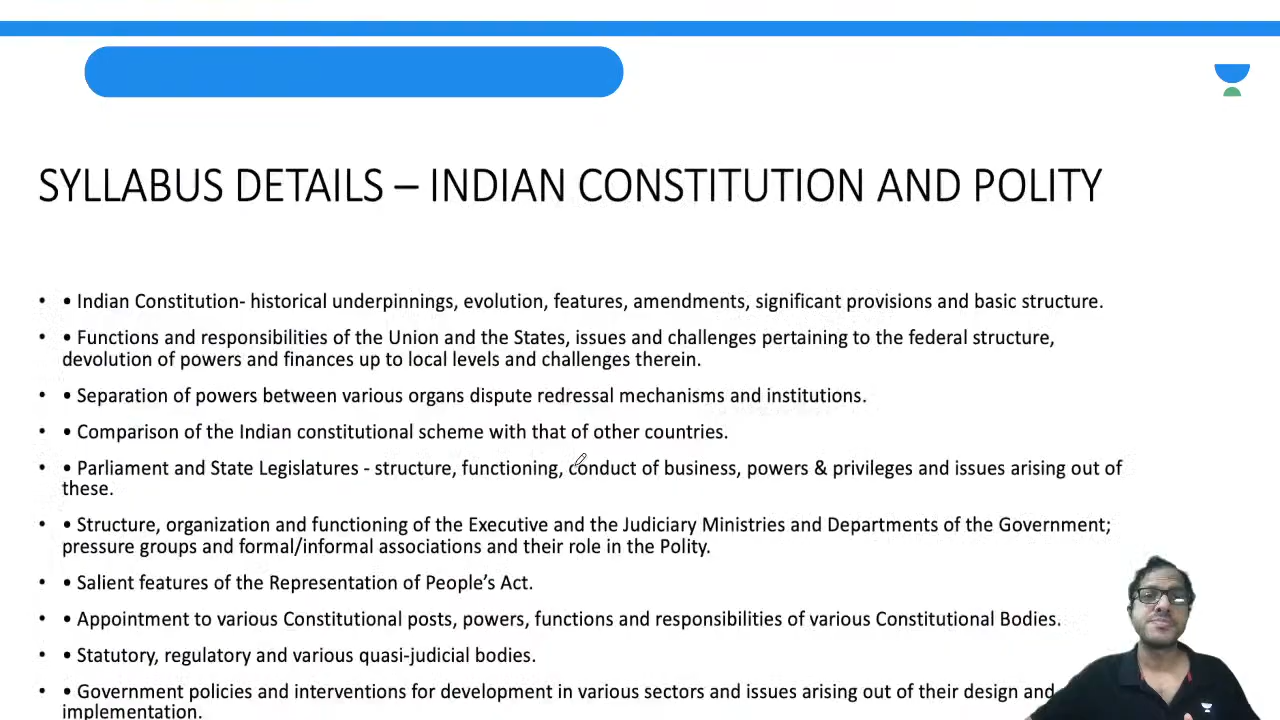 SYLLABUS DETAILS – INDIAN CONSTITUTION AND POLITY
• • Indian Constitution- historical underpinnings, evolution, features, amendments, significant provisions and basic structure.
• • Functions and responsibilities of the Union and the States, issues and challenges pertaining to the federal structure,
devolution of powers and finances up to local levels and challenges therein.
• • Separation of powers between various organs dispute redressal mechanisms and institutions.
• • Comparison of the Indian constitutional scheme with that of other countries.
• • Parliament and State Legislatures - structure, functioning, conduct of business, powers & privileges and issues arising out of
these.
• • Structure, organization and functioning of the Executive and the Judiciary Ministries and Departments of the Government;
pressure groups and formal/informal associations and their role in the Polity.
• • Salient features of the Representation of People’s Act.
• • Appointment to various Constitutional posts, powers, functions and responsibilities of various Constitutional Bodies.
• • Statutory, regulatory and various quasi-judicial bodies.
• • Government policies and interventions for development in various sectors and issues arising out of their design and
implementation.